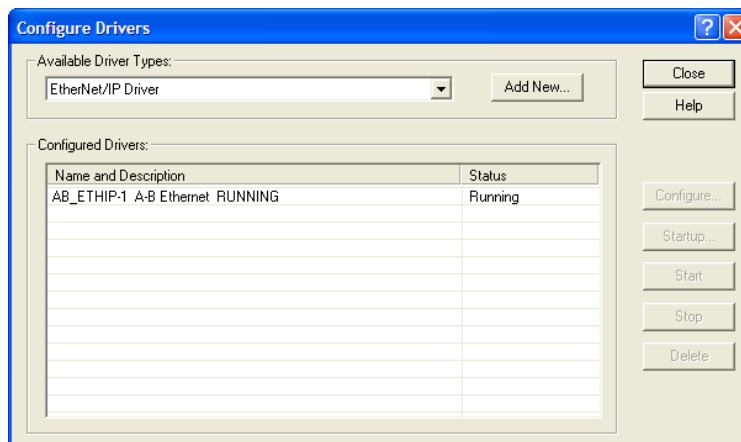 Configure Drivers
Available Driver Types:
EtherNet/IP Driver
Add New...
Close
Help
Configured Drivers:
Name and Description Status
AB_ETHIP-1 A-B Ethernet RUNNING Running
Configure...
Startup...
Start
Stop
Delete